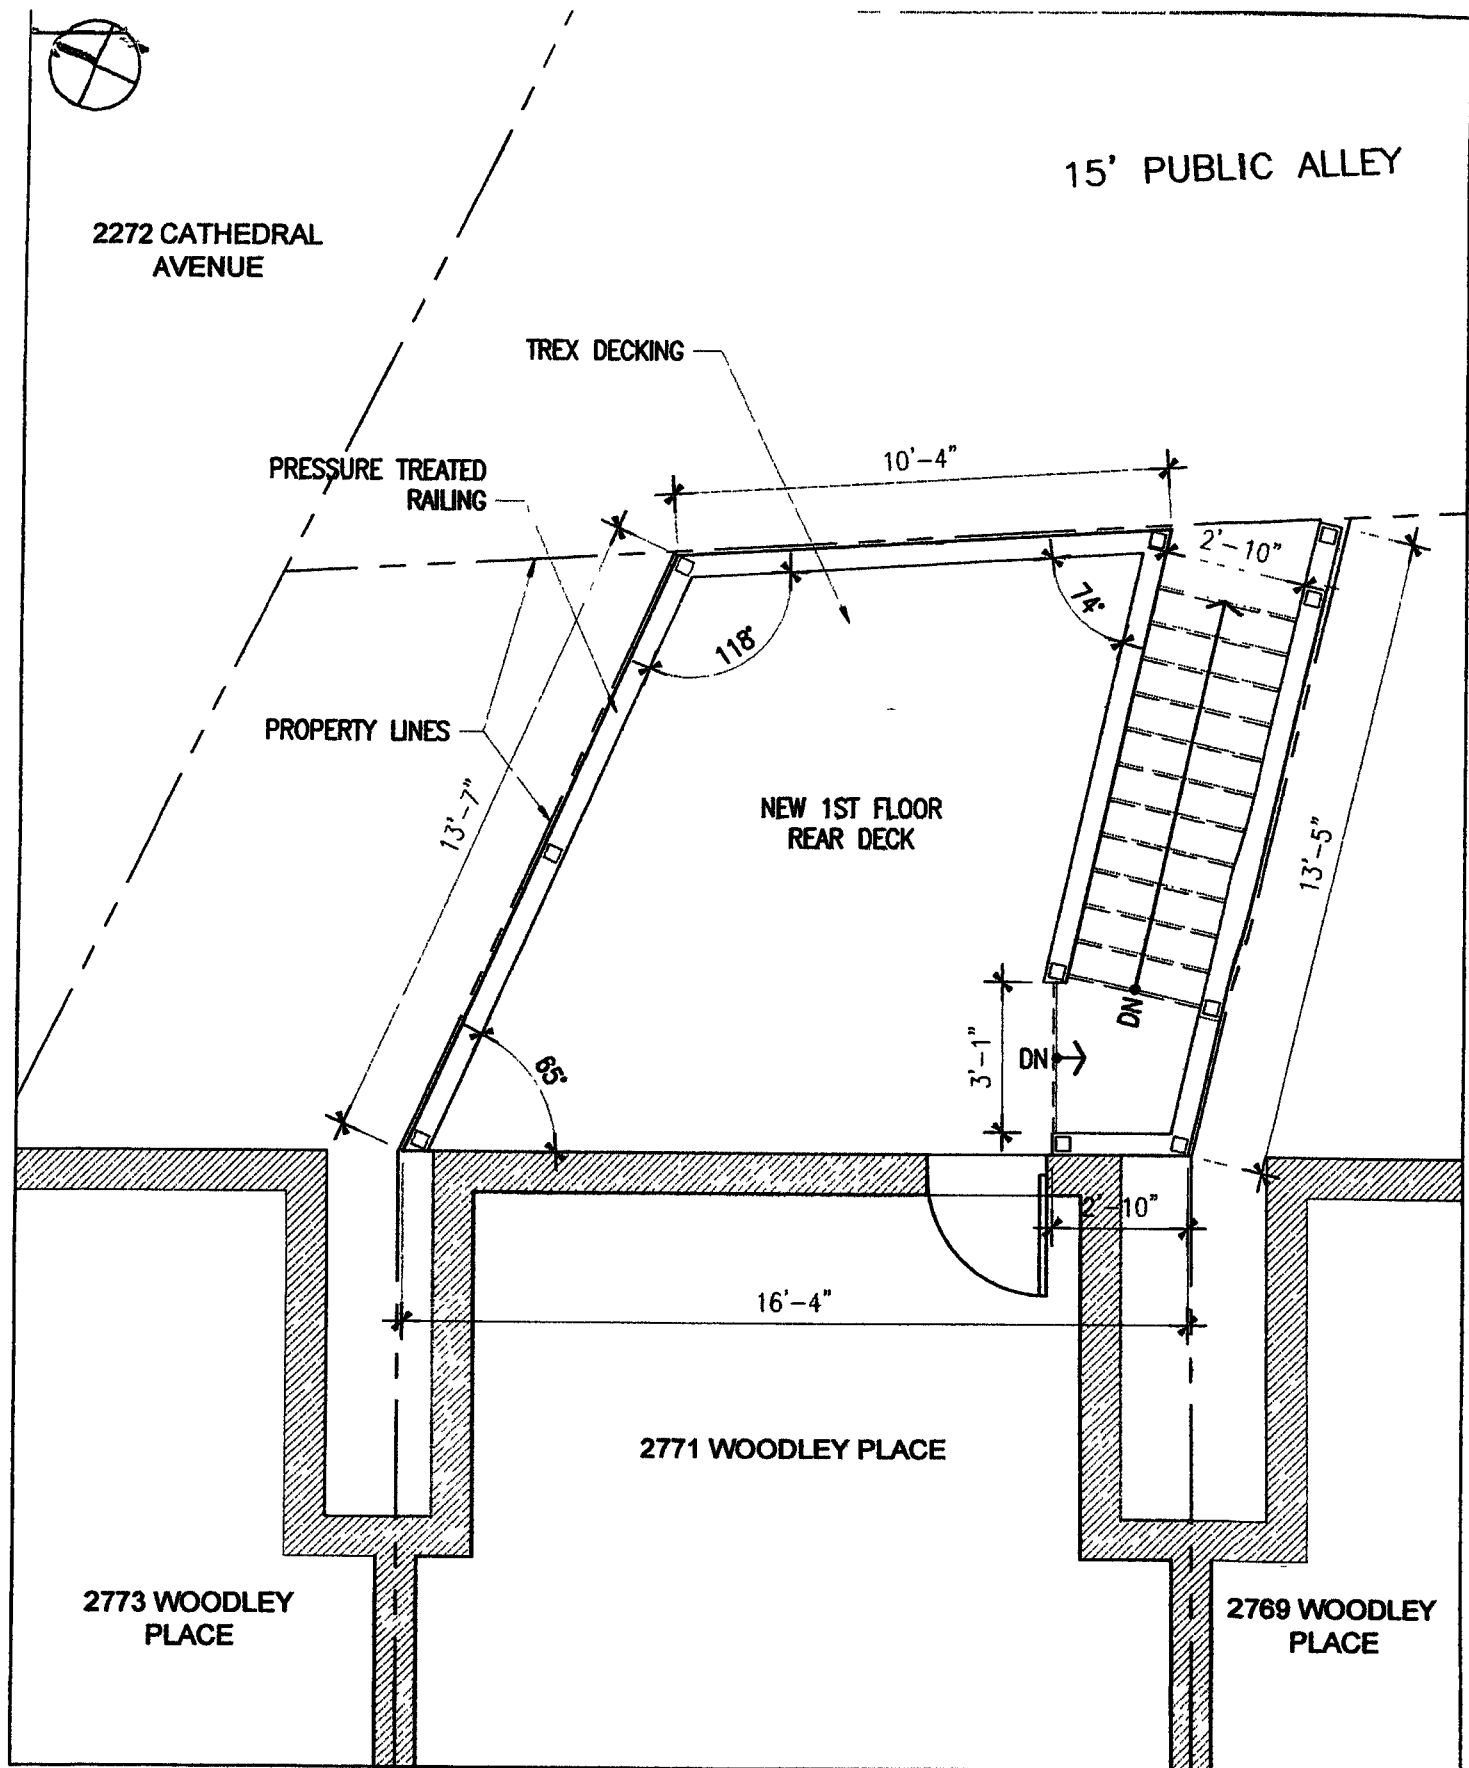 15' PUBLIC ALLEY
2272 CATHEDRAL
AVENUE
TREX DECKING
PRESSURE TREATED
RAILING
10'-4"
2'-10"
74°
118°
PROPERTY LINES
13'-7"
NEW 1ST FLOOR
REAR DECK
13'-5"
65°
3'-1"
DN
DN
2'-10"
16'-4"
2771 WOODLEY PLACE
2773 WOODLEY
PLACE
2769 WOODLEY
PLACE